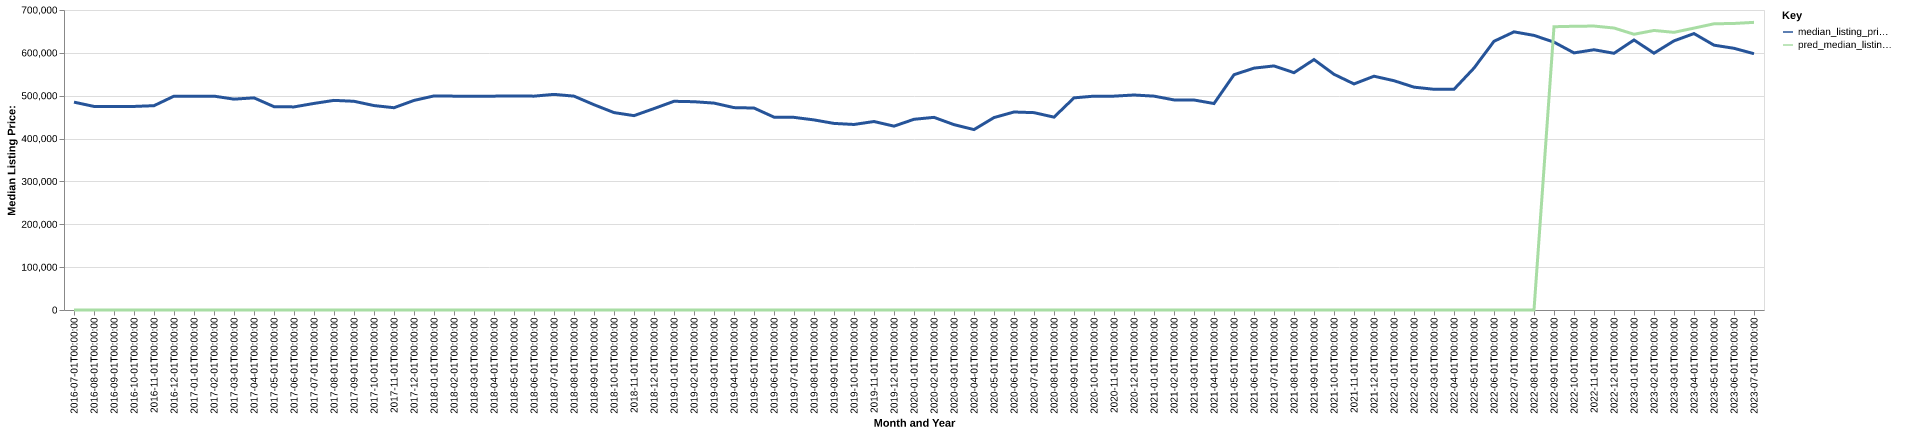 Key
median_listing_pri…
pred_median_listin…
Median Listing Price:
700,000
600,000
500,000
400,000
300,000
200,000
100,000
0
2016-07-01T00:00:00
2016-08-01T00:00:00
2016-09-01T00:00:00
2016-10-01T00:00:00
2016-11-01T00:00:00
2016-12-01T00:00:00
2017-01-01T00:00:00
2017-02-01T00:00:00
2017-03-01T00:00:00
2017-04-01T00:00:00
2017-05-01T00:00:00
2017-06-01T00:00:00
2017-07-01T00:00:00
2017-08-01T00:00:00
2017-09-01T00:00:00
2017-10-01T00:00:00
2017-11-01T00:00:00
2017-12-01T00:00:00
2018-01-01T00:00:00
2018-02-01T00:00:00
2018-03-01T00:00:00
2018-04-01T00:00:00
2018-05-01T00:00:00
2018-06-01T00:00:00
2018-07-01T00:00:00
2018-08-01T00:00:00
2018-09-01T00:00:00
2018-10-01T00:00:00
2018-11-01T00:00:00
2018-12-01T00:00:00
2019-01-01T00:00:00
2019-02-01T00:00:00
2019-03-01T00:00:00
2019-04-01T00:00:00
2019-05-01T00:00:00
2019-06-01T00:00:00
2019-07-01T00:00:00
2019-08-01T00:00:00
2019-09-01T00:00:00
2019-10-01T00:00:00
2019-11-01T00:00:00
2019-12-01T00:00:00
2020-01-01T00:00:00
2020-02-01T00:00:00
2020-03-01T00:00:00
2020-04-01T00:00:00
2020-05-01T00:00:00
2020-06-01T00:00:00
2020-07-01T00:00:00
2020-08-01T00:00:00
2020-09-01T00:00:00
2020-10-01T00:00:00
2020-11-01T00:00:00
2020-12-01T00:00:00
2021-01-01T00:00:00
2021-02-01T00:00:00
2021-03-01T00:00:00
2021-04-01T00:00:00
2021-05-01T00:00:00
2021-06-01T00:00:00
2021-07-01T00:00:00
2021-08-01T00:00:00
2021-09-01T00:00:00
2021-10-01T00:00:00
2021-11-01T00:00:00
2021-12-01T00:00:00
2022-01-01T00:00:00
2022-02-01T00:00:00
2022-03-01T00:00:00
2022-04-01T00:00:00
2022-05-01T00:00:00
2022-06-01T00:00:00
2022-07-01T00:00:00
2022-08-01T00:00:00
2022-09-01T00:00:00
2022-10-01T00:00:00
2022-11-01T00:00:00
2022-12-01T00:00:00
2023-01-01T00:00:00
2023-02-01T00:00:00
2023-03-01T00:00:00
2023-04-01T00:00:00
2023-05-01T00:00:00
2023-06-01T00:00:00
2023-07-01T00:00:00
Month and Year